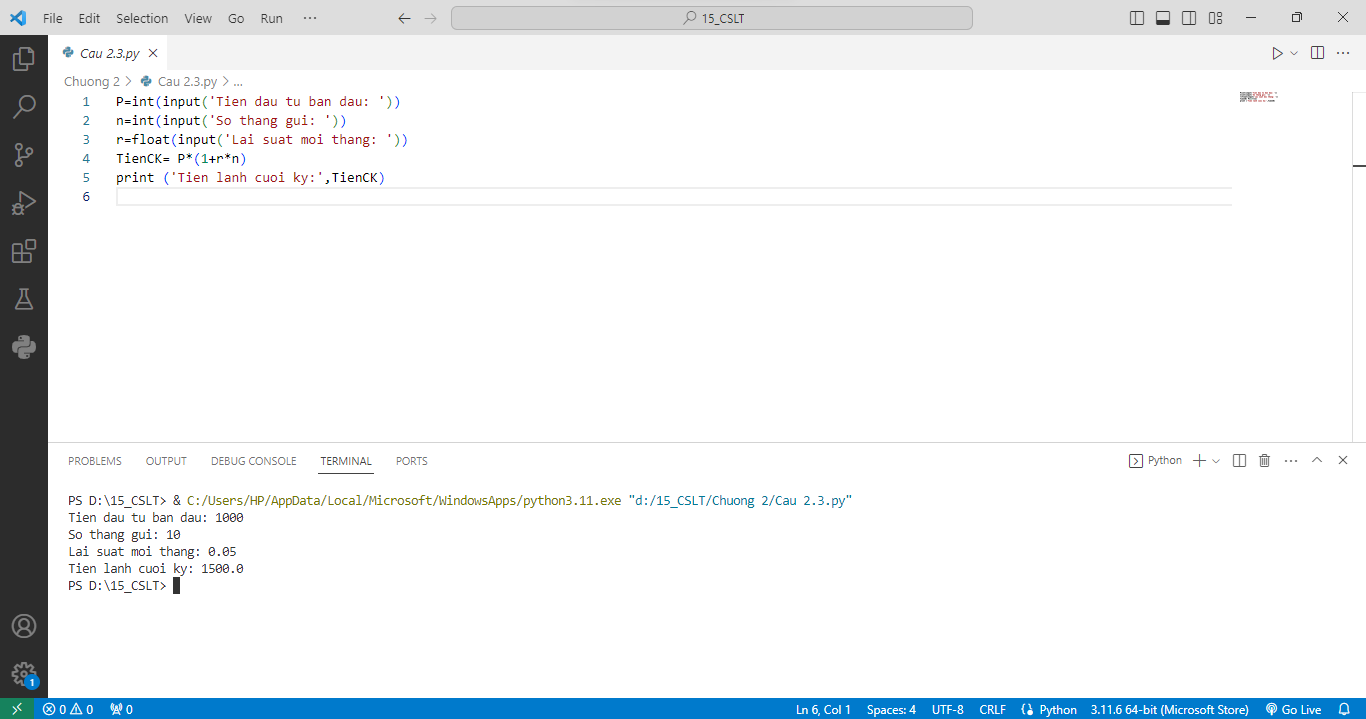 File Edit Selection View Go Run ··· 15_CSLT
Cau 2.3.py
Chuong 2 > Cau 2.3.py > ...
1 P=int(input('Tien dau tu ban dau: '))
2 n=int(input('So thang gui: '))
3 r=float(input('Lai suat moi thang: '))
4 TienCK= P*(1+r*n)
5 print ('Tien lanh cuoi ky:',TienCK)
6
PROBLEMS OUTPUT DEBUG CONSOLE TERMINAL PORTS Python
PS D:\15_CSLT> & C:/Users/HP/AppData/Local/Microsoft/WindowsApps/python3.11.exe "d:/15_CSLT/Chuong 2/Cau 2.3.py"
Tien dau tu ban dau: 1000
So thang gui: 10
Lai suat moi thang: 0.05
Tien lanh cuoi ky: 1500.0
PS D:\15_CSLT>
1
0 0 0 Ln 6, Col 1 Spaces: 4 UTF-8 CRLF Python 3.11.6 64-bit (Microsoft Store) Go Live